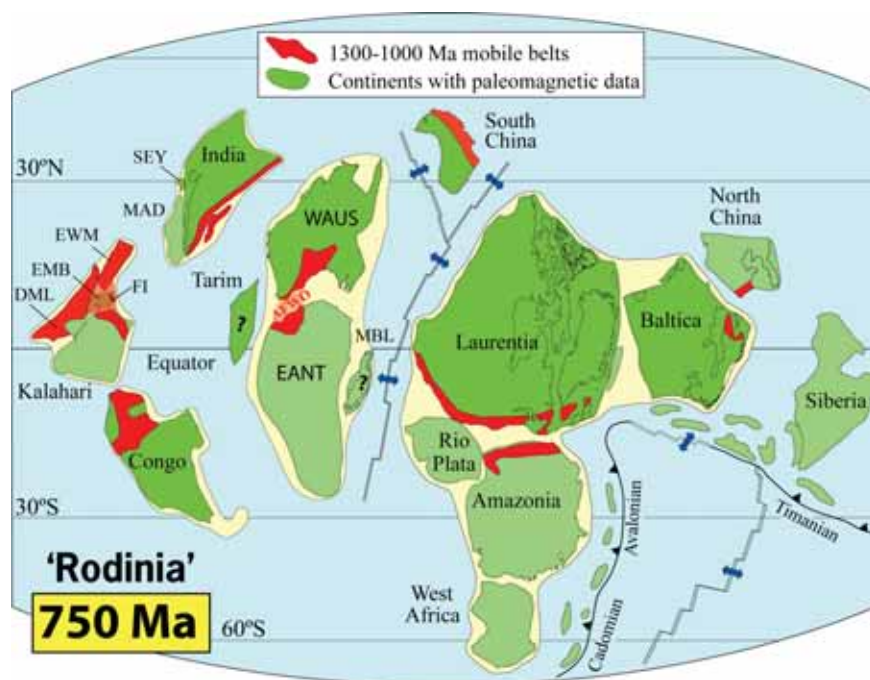 1300-1000 Ma mobile belts
Continents with paleomagnetic data
South
China
SEY
India
30ºN
MAD
WAUS
North
China
EWM
EMB
FI
Tarim
DML
AFWO
?
MBL
Baltica
Laurentia
Equator
EANT
?
Kalahari
Siberia
Congo
Rio
Plata
Amazonia
30ºS
Avalonian
Timanian
'Rodinia'
750 Ma
West
Africa
60ºS
Cadomian